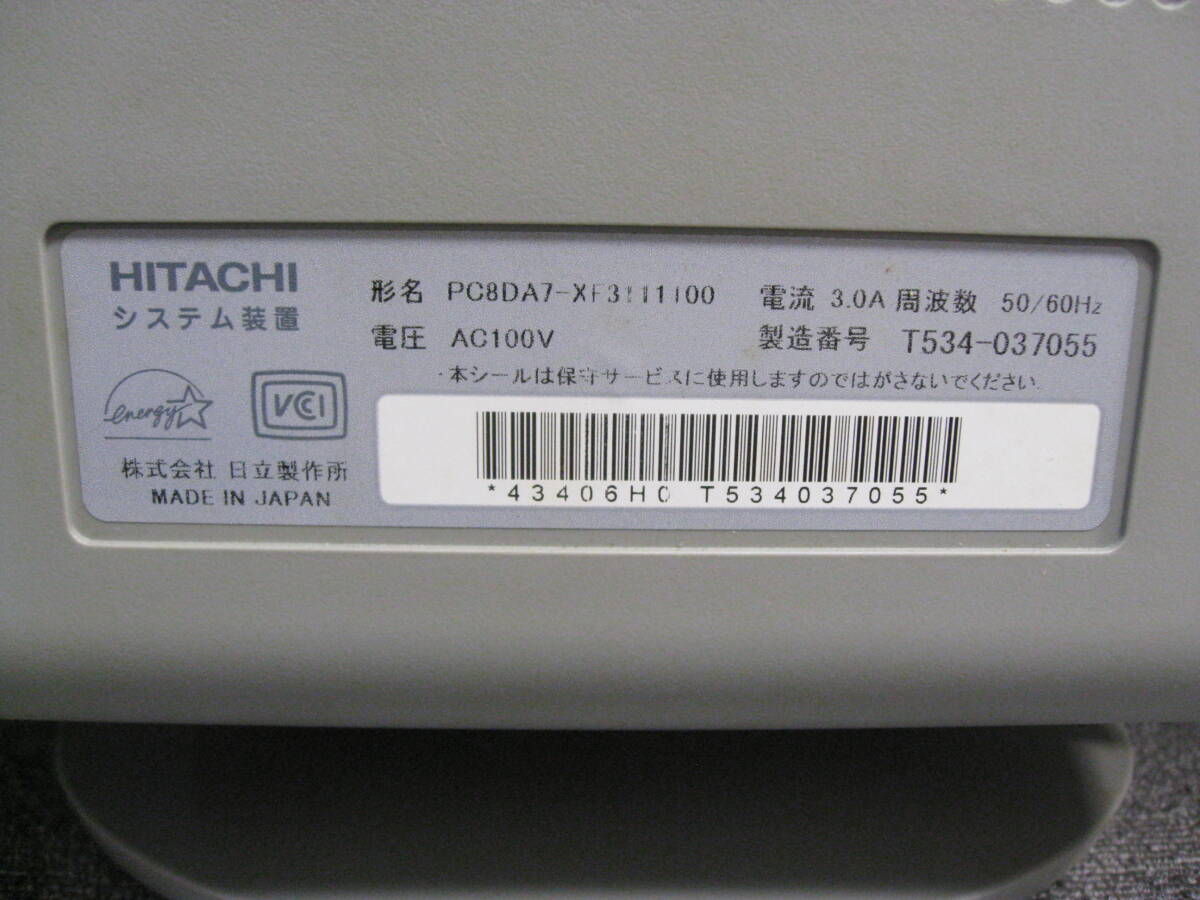 HITACHI
システム装置
形名 PC8DA7-XF3111100 電流 3.0A 周波数 50/60Hz
電圧 AC100V 製造番号 T534-037055
・本シールは保守サービスに使用しますのではがさないでください.
energy
VCCI
*43406H0 T534037055*
株式会社 日立製作所
MADE IN JAPAN